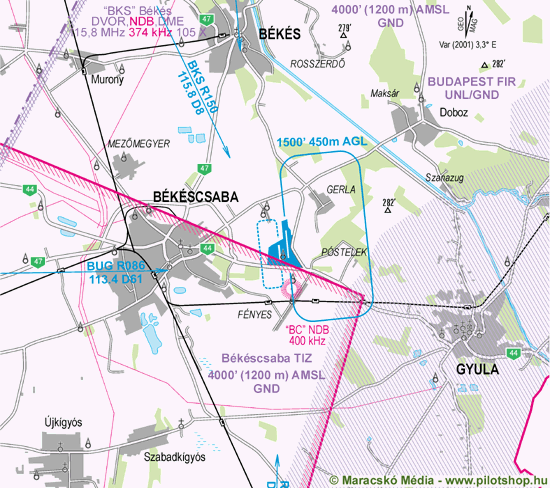 "BKS" Békés
DVOR,NDB,DME
115,8 MHz 374 kHz 105 X
47
BÉKÉS
4000' (1200 m) AMSL
GND
279'
GEO
MAG
Var (2001) 3,3° E
ROSSZERDŐ
282'
Murony
BKS R150
115.8 D8
BUDAPEST FIR
UNL/GND
Maksár
Doboz
MEZŐMEGYER
1500' 450m AGL
Szanazug
44
BÉKÉSCSABA
GERLA
282'
44
PÓSTELEK
47
BUG R086
113.4 D61
FÉNYES
"BC" NDB
400 kHz
Békéscsaba TIZ
4000' (1200 m) AMSL
GND
44
GYULA
Újkígyós
Szabadkígyós
© Maracskó Média - www.pilotshop.hu